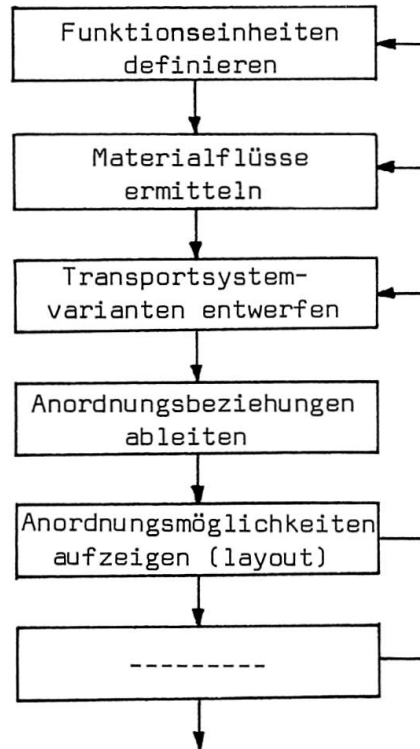 Funktionseinheiten
definieren
Materialflüsse
ermitteln
Transportsystem-
varianten entwerfen
Anordnungsbeziehungen
ableiten
Anordnungsmöglichkeiten
aufzeigen (layout)
---------